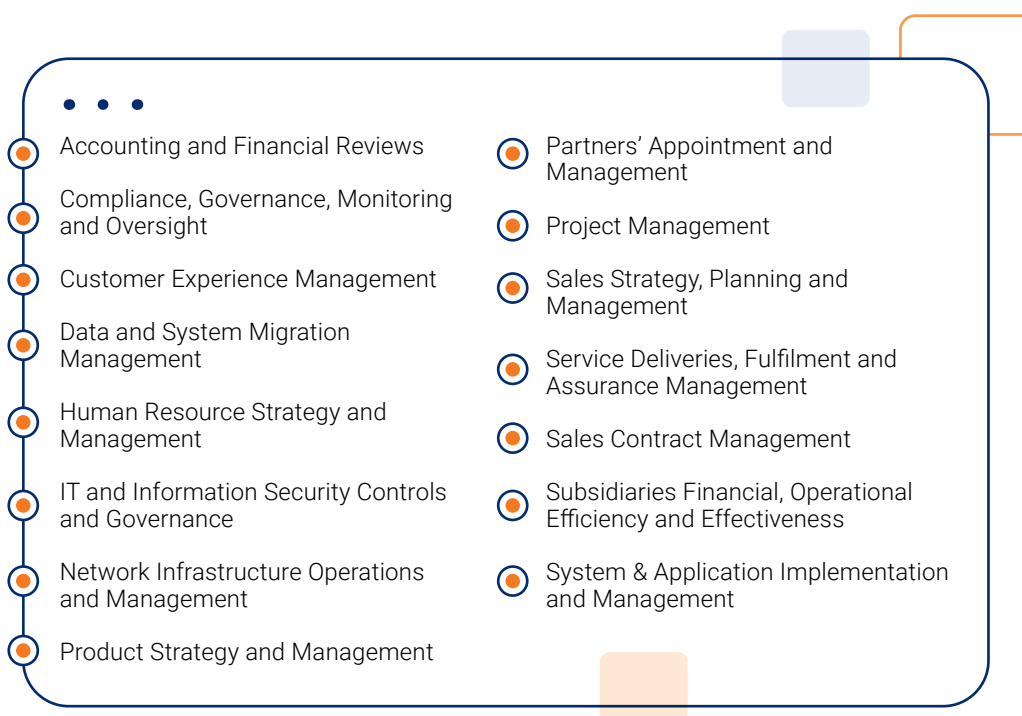 Accounting and Financial Reviews
Compliance, Governance, Monitoring
and Oversight
Customer Experience Management
Data and System Migration
Management
Human Resource Strategy and
Management
IT and Information Security Controls
and Governance
Network Infrastructure Operations
and Management
Product Strategy and Management
Partners’ Appointment and
Management
Project Management
Sales Strategy, Planning and
Management
Service Deliveries, Fulfilment and
Assurance Management
Sales Contract Management
Subsidiaries Financial, Operational
Efficiency and Effectiveness
System & Application Implementation
and Management